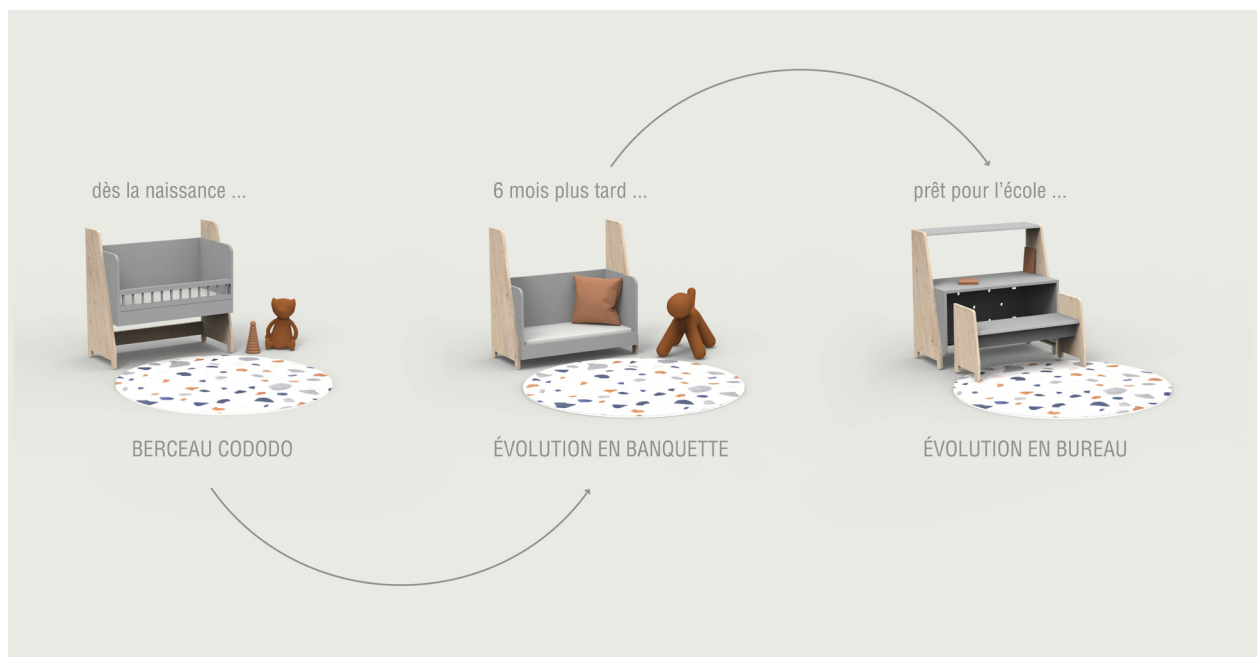 dès la naissance ...
6 mois plus tard ...
prêt pour l'école ...
BERCEAU CODODO
ÉVOLUTION EN BANQUETTE
ÉVOLUTION EN BUREAU